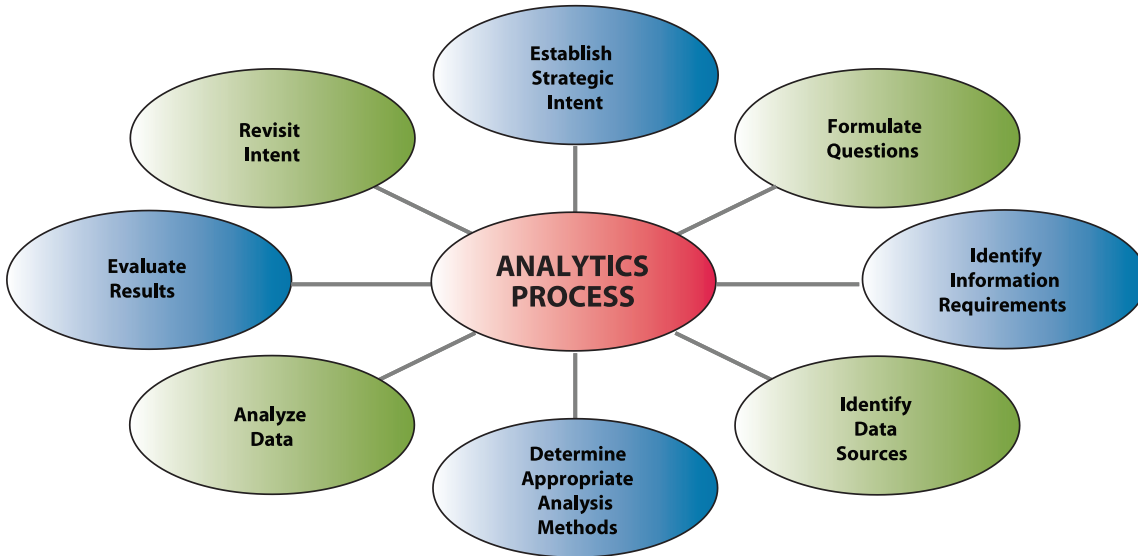 Establish
Strategic
Intent
Formulate
Questions
Identify
Information
Requirements
Identify
Data
Sources
Determine
Appropriate
Analysis
Methods
Analyze
Data
Evaluate
Results
Revisit
Intent
ANALYTICS
PROCESS